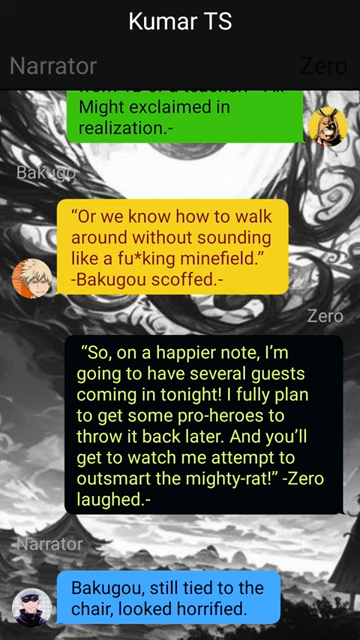 Kumar TS
Narrator
Zero
Might exclaimed in
realization.-
Bakugo
“Or we know how to walk
around without sounding
like a fu*king minefield.”
-Bakugou scoffed.-
Zero
“So, on a happier note, I’m
going to have several guests
coming in tonight! I fully plan
to get some pro-heroes to
throw it back later. And you’ll
get to watch me attempt to
outsmart the mighty-rat!” -Zero
laughed.-
Narrator
Bakugou, still tied to the
chair, looked horrified.